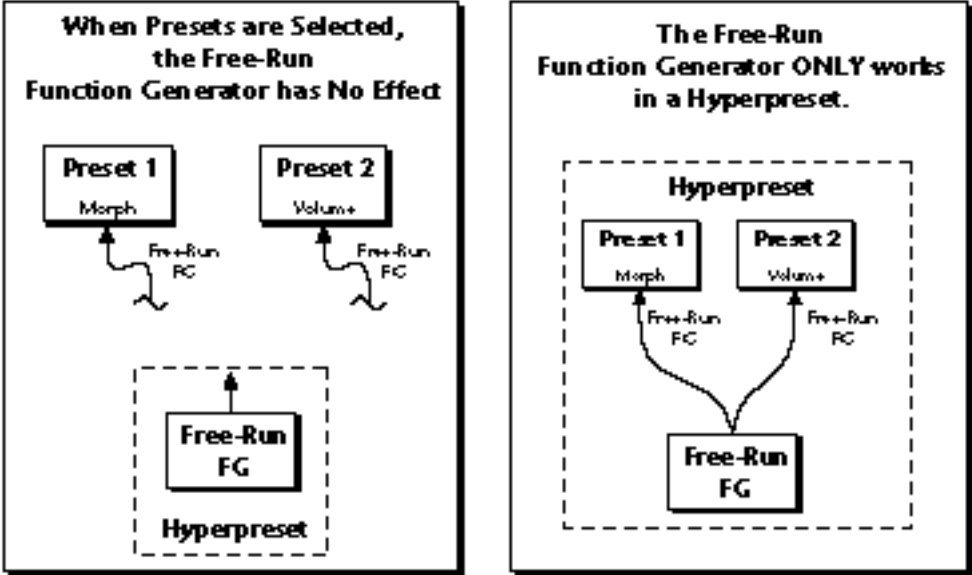 When Presets are Selected,
the Free-Run
Function Generator has No Effect
Preset 1
Morph
Preset 2
Volume
Free-Run
FG
Free-Run
FG
Free-Run
FG
Hyperpreset
The Free-Run
Function Generator ONLY works
in a Hyperpreset.
Hyperpreset
Preset 1
Morph
Preset 2
Volume
Free-Run
FG
Free-Run
FG
Free-Run
FG